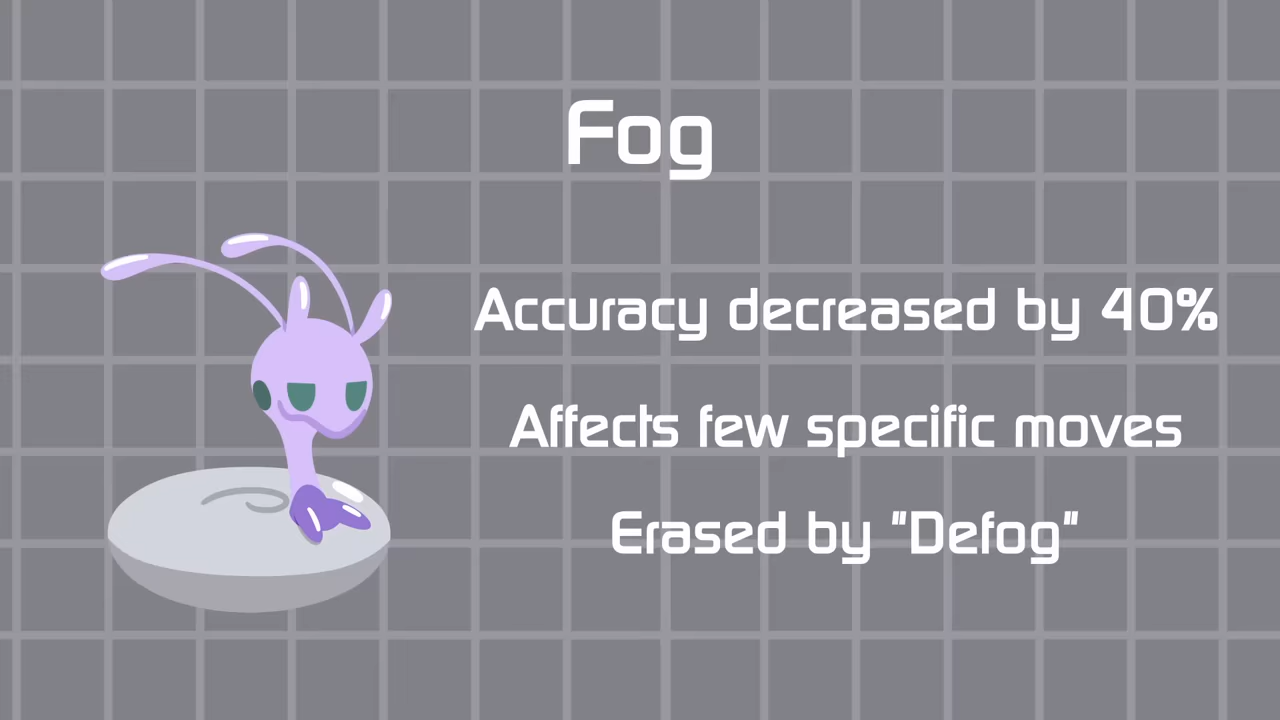 Fog
Accuracy decreased by 40%
Affects few specific moves
Erased by "Defog"